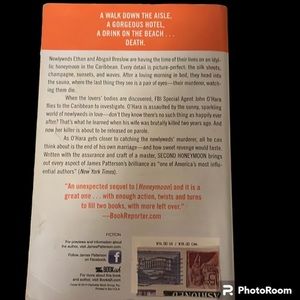 A WALK DOWN THE AISLE.
A GORGEOUS HOTEL.
A DRINK ON THE BEACH...
DEATH.
Newlyweds Ethan and Abigail Breslow are having the time of their lives on an idyl-
lic honeymoon in the Caribbean. Every detail is picture-perfect: the silk sheets,
champagne, sunsets, and waves. After a loving morning in bed, they head into
the sauna, where the last thing they see is a pair of eyes—their murderer, watch-
ing them die.
When the lovers' bodies are discovered, FBI Special Agent John O'Hara
flies to the Caribbean to investigate. O'Hara is assaulted by the sunny, sparkling
world of newlyweds in love—don't they know there's no such thing as happily ever
after? That's what he learned when his wife was brutally killed two years ago. And
now her killer is about to be released on parole.
As O'Hara gets closer to catching the newlyweds' murderer, all he can
think about is the end of his own marriage—and how sweet revenge would taste.
Written with the assurance and craft of a master, SECOND HONEYMOON brings
out every aspect of James Patterson's brilliance as "one of America's most influ-
ential authors" (New York Times).
"An unexpected sequel to [Honeymoon] and it is a
great one... with enough action, twists and turns
to fill two books, with more left over."
—BookReporter.com
FICTION
For previews and information about
the author, visit JamesPatterson.com.
Follow James Patterson
on Facebook.
PhotoRoom